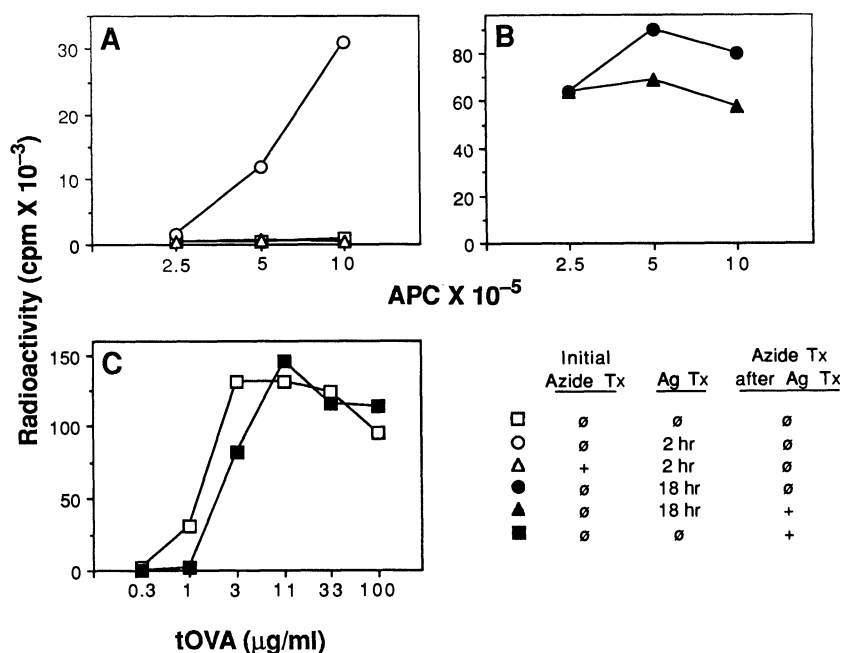 A
B
30
20
10
0
2.5
5
10
80
60
40
20
0
2.5
5
10
APC X 10⁻⁵
Radioactivity (cpm X 10⁻³)
C
150
100
50
0
0.3
1
3
11
33
100
tOVA (µg/ml)
Initial Azide Tx
Ag Tx
Azide Tx after Ag Tx
ø ø ø
ø 2 hr ø
+ 2 hr ø
ø 18 hr ø
ø 18 hr +
ø ø +